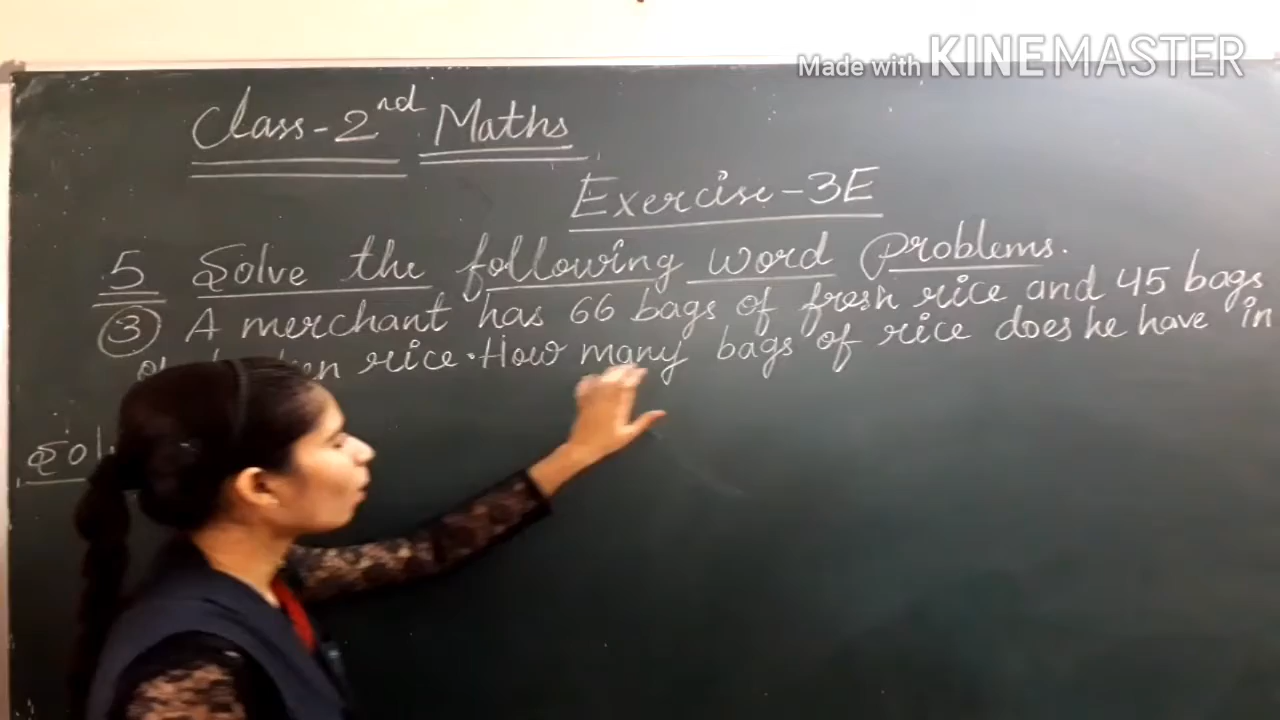 Made with KINEMASTER
Class-2nd Maths
Exercise-3E
5 Solve the following word problems.
(3) A merchant has 66 bags of fresh rice and 45 bags
rice. How many bags of rice does he have in